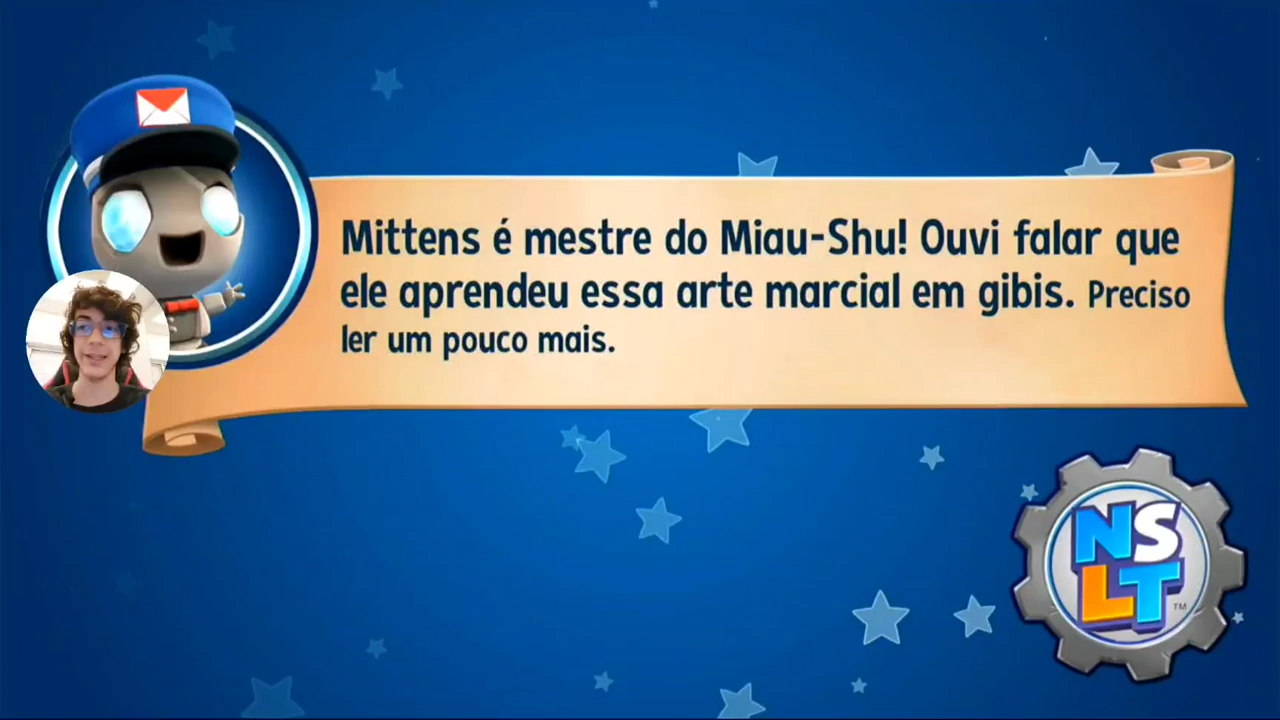 Mittens é mestre do Miau-Shu! Ouvi falar que
ele aprendeu essa arte marcial em gibis. Preciso
ler um pouco mais.
NS
LT
TM